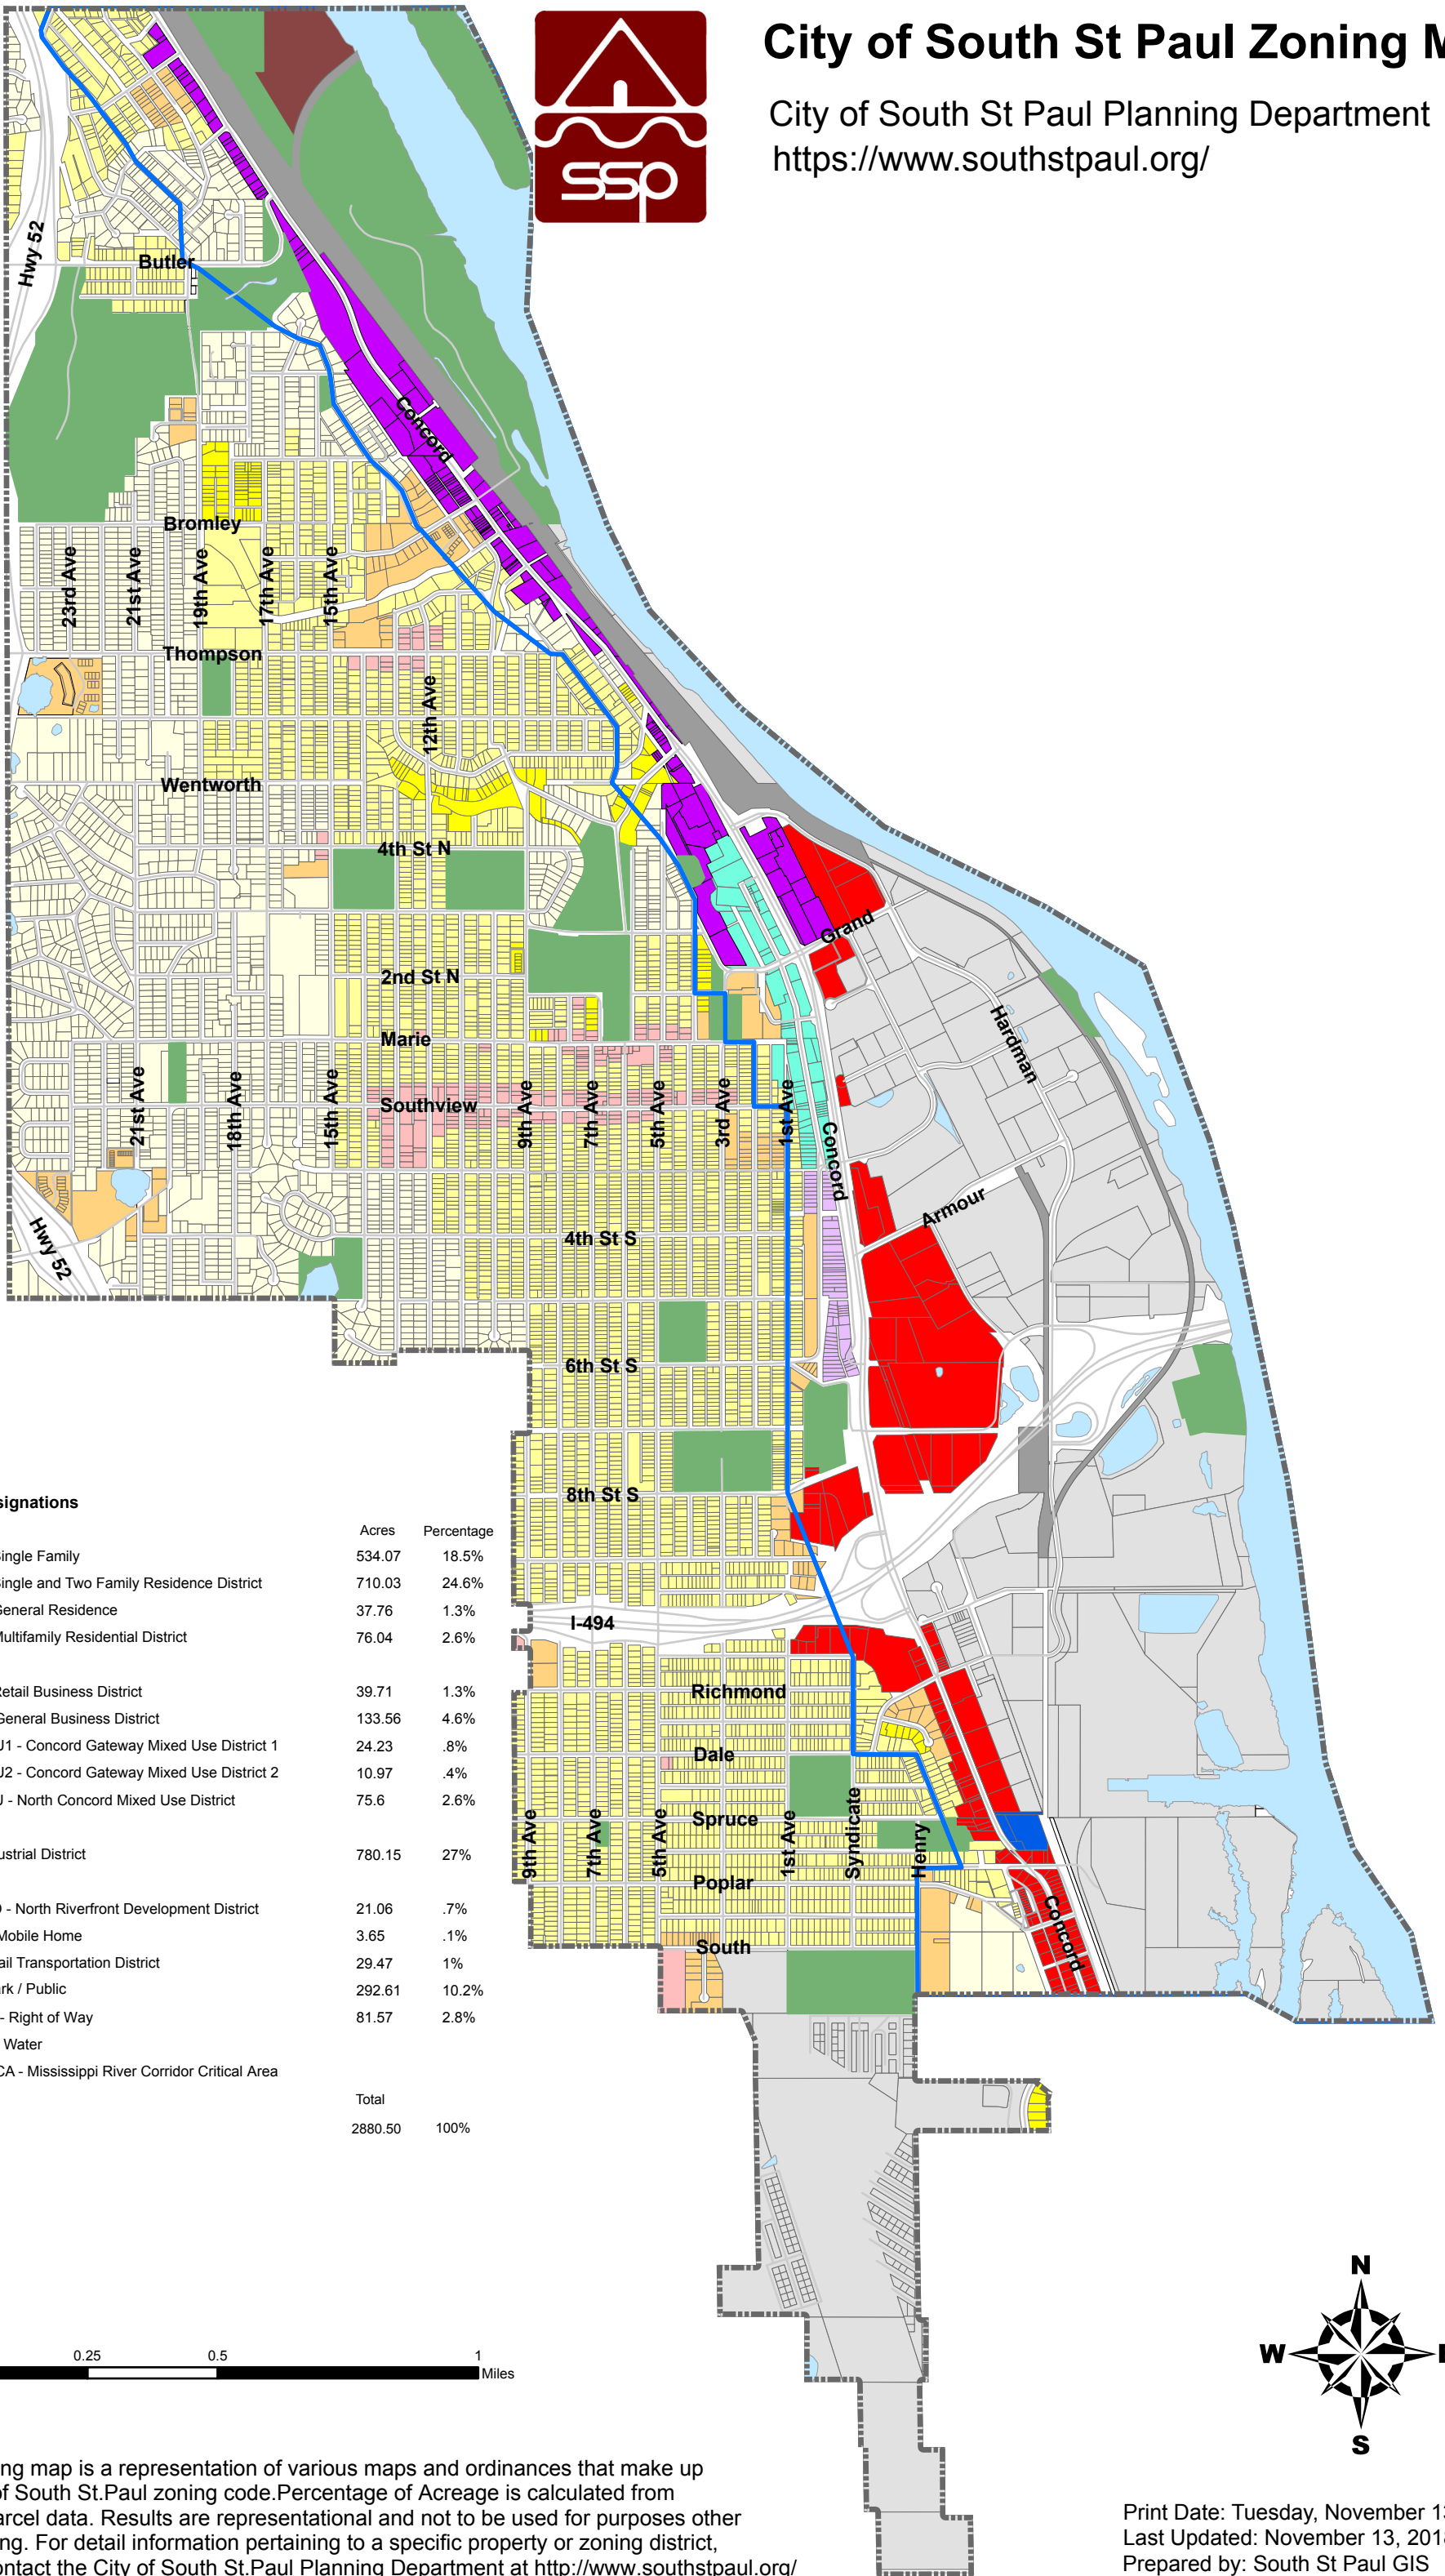 City of South St Paul Zoning M
City of South St Paul Planning Department
https://www.southstpaul.org/
ssp
Hwy 52
Butler
Concord
Bromley
23rd Ave
21st Ave
19th Ave
17th Ave
15th Ave
Thompson
12th Ave
Wentworth
4th St N
Grand
2nd St N
Hardman
Marie
21st Ave
18th Ave
15th Ave
Southview
9th Ave
7th Ave
5th Ave
3rd Ave
1st Ave
Concord
Armour
Hwy 52
4th St S
6th St S
8th St S
signations
Acres Percentage
ingle Family 534.07 18.5%
ingle and Two Family Residence District 710.03 24.6%
General Residence 37.76 1.3%
ultifamily Residential District 76.04 2.6%
etail Business District 39.71 1.3%
General Business District 133.56 4.6%
U1 - Concord Gateway Mixed Use District 1 24.23 .8%
U2 - Concord Gateway Mixed Use District 2 10.97 .4%
U - North Concord Mixed Use District 75.6 2.6%
ustrial District 780.15 27%
D - North Riverfront Development District 21.06 .7%
Mobile Home 3.65 .1%
ail Transportation District 29.47 1%
rk / Public 292.61 10.2%
- Right of Way 81.57 2.8%
Water
CA - Mississippi River Corridor Critical Area
Total
2880.50 100%
I-494
Richmond
Dale
Spruce
9th Ave
7th Ave
5th Ave
1st Ave
Syndicate
Henry
Poplar
South
Concord
N
W
S
0.25 0.5 1
Miles
ng map is a representation of various maps and ordinances that make up
of South St.Paul zoning code.Percentage of Acreage is calculated from
arcel data. Results are representational and not to be used for purposes other
ng. For detail information pertaining to a specific property or zoning district,
ontact the City of South St.Paul Planning Department at http://www.southstpaul.org/
Print Date: Tuesday, November 13
Last Updated: November 13, 2018
Prepared by: South St Paul GIS